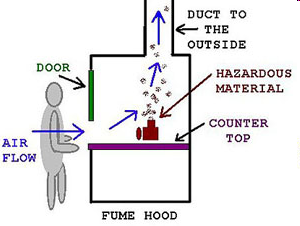 DUCT TO
THE
OUTSIDE
DOOR
HAZARDOUS
MATERIAL
COUNTER
TOP
AIR
FLOW
FUME HOOD